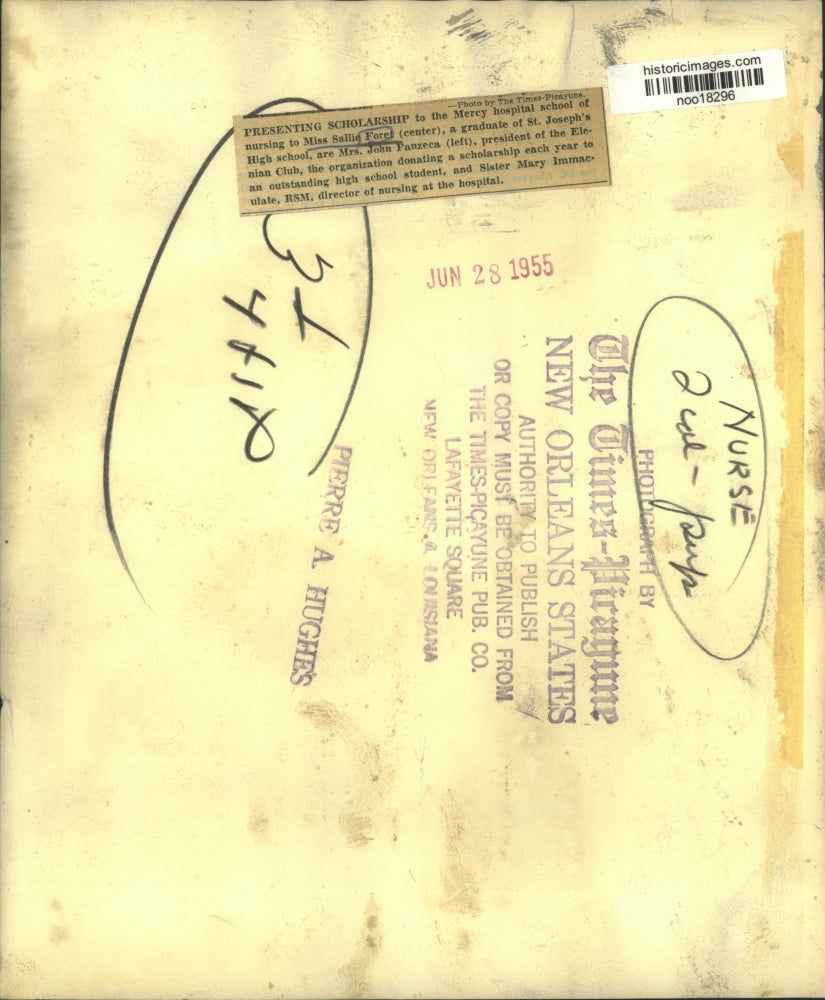 historicimages.com
noo18296
—Photo by The Times-Picayune.
PRESENTING SCHOLARSHIP to the Mercy hospital school of
nursing to Miss Sallie Foret (center), a graduate of St. Joseph's
High school, are Mrs. John Panzeca (left), president of the Ele-
nian Club, the organization donating a scholarship each year to
an outstanding high school student, and Sister Mary Immac-
ulate, RSM, director of nursing at the hospital.
JUN 28 1955
NURSE
2 col-
PHOTOGRAPH BY
The Times-Picayune
NEW ORLEANS STATES
AUTHORITY TO PUBLISH
OR COPY MUST BE OBTAINED FROM
THE TIMES-PICAYUNE PUB. CO.
LAFAYETTE SQUARE
NEW ORLEANS, LOUISIANA
PIERRE A. HUGHES